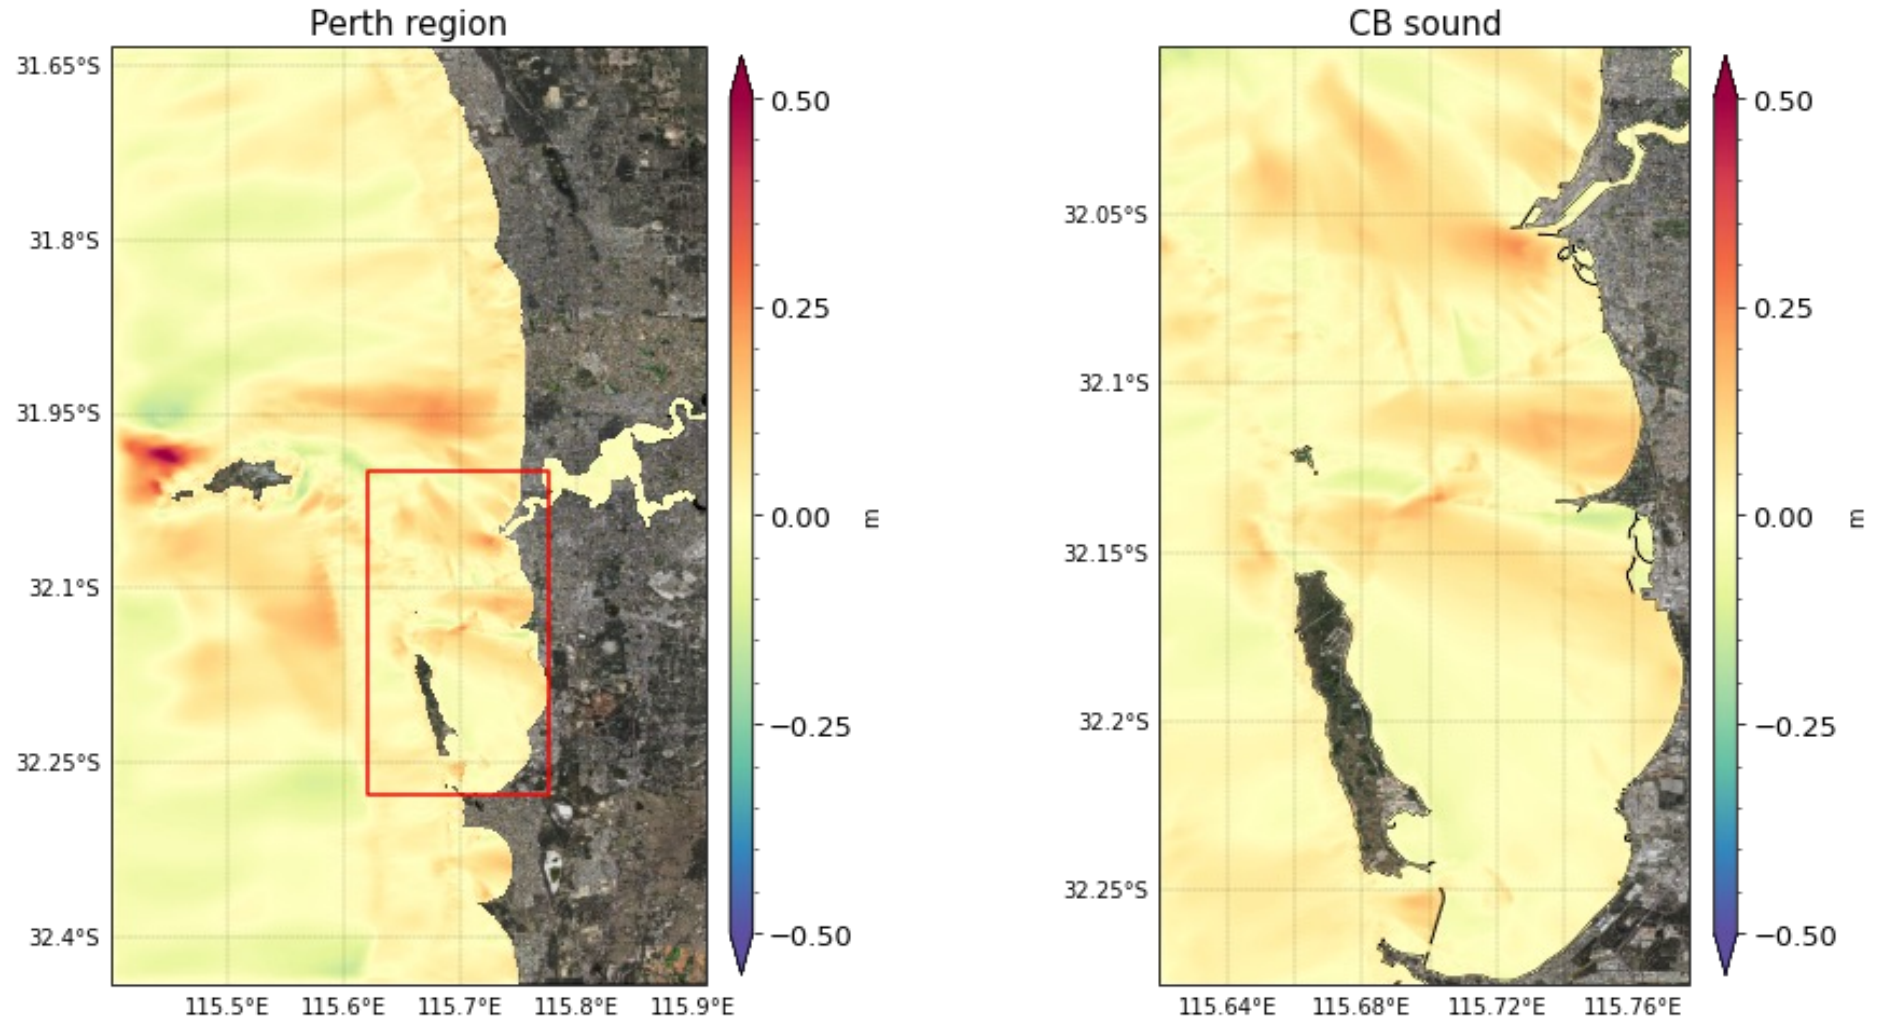 Perth region
31.65°S
31.8°S
31.95°S
32.1°S
32.25°S
32.4°S
115.5°E 115.6°E 115.7°E 115.8°E 115.9°E
0.50
0.25
0.00
−0.25
−0.50
m
CB sound
32.05°S
32.1°S
32.15°S
32.2°S
32.25°S
115.64°E 115.68°E 115.72°E 115.76°E
0.50
0.25
0.00
−0.25
−0.50
m